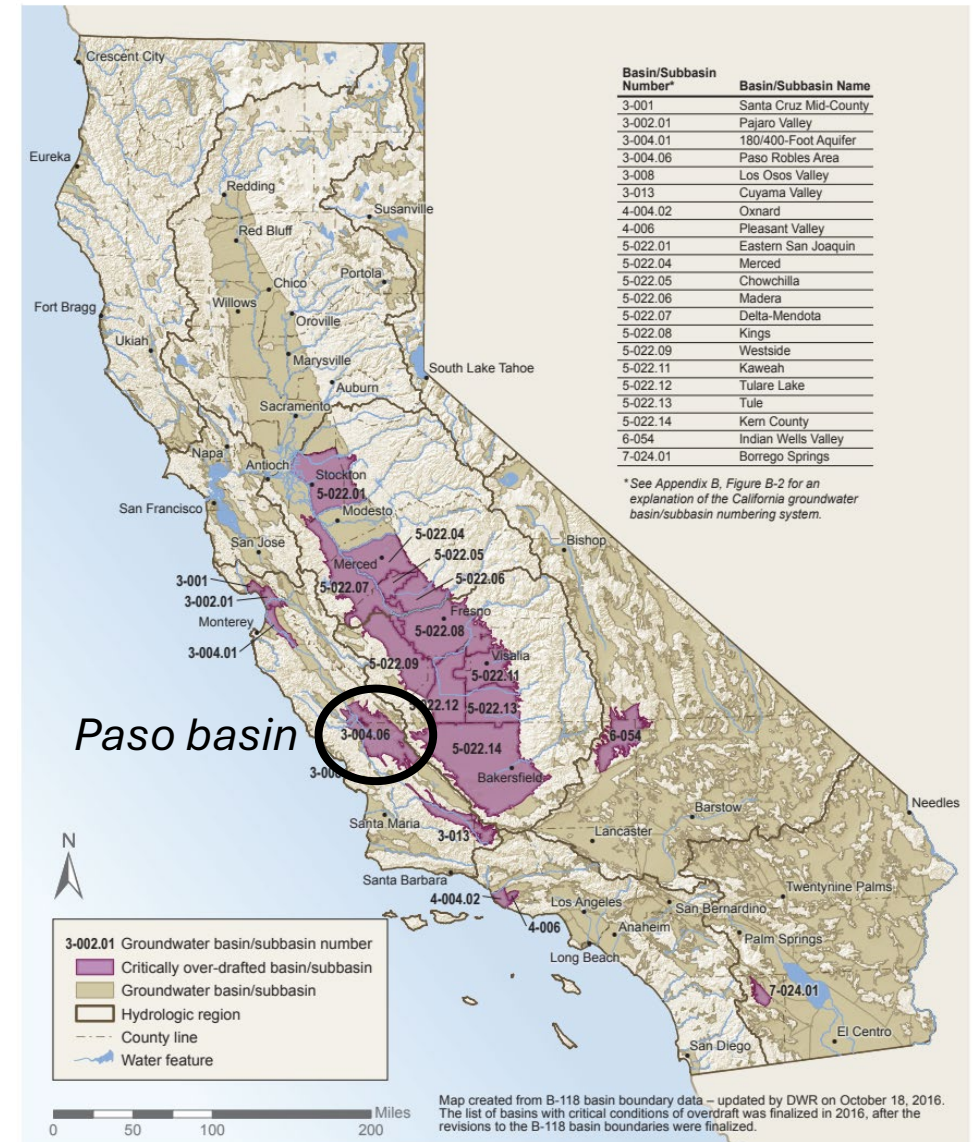 Basin/Subbasin
Number* Basin/Subbasin Name
3-001 Santa Cruz Mid-County
3-002.01 Pajaro Valley
3-004.01 180/400-Foot Aquifer
3-004.06 Paso Robles Area
3-008 Los Osos Valley
3-013 Cuyama Valley
4-004.02 Oxnard
4-006 Pleasant Valley
5-022.01 Eastern San Joaquin
5-022.04 Merced
5-022.05 Chowchilla
5-022.06 Madera
5-022.07 Delta-Mendota
5-022.08 Kings
5-022.09 Westside
5-022.11 Kaweah
5-022.12 Tulare Lake
5-022.13 Tule
5-022.14 Kern County
6-054 Indian Wells Valley
7-024.01 Borrego Springs
*See Appendix B, Figure B-2 for an
explanation of the California groundwater
basin/subbasin numbering system.
Crescent City
Eureka
Redding
Susanville
Red Bluff
Chico
Portola
Fort Bragg
Willows
Oroville
Ukiah
Marysville
South Lake Tahoe
Auburn
Sacramento
Napa
Antioch
Stockton
5-022.01
San Francisco
Modesto
San Jose
5-022.04
Bishop
Merced
5-022.05
5-022.06
3-001
5-022.07
3-002.01
Fresno
Monterey
5-022.08
3-004.01
Visalia
5-022.09
5-022.11
5-022.12
5-022.13
Paso basin
3-004.06
6-054
5-022.14
Bakersfield
Barstow
Needles
Santa Maria
3-013
Lancaster
N
Santa Barbara
Twentynine Palms
4-004.02
Los Angeles
San Bernardino
4-006
Anaheim
Palm Springs
Long Beach
7-024.01
El Centro
San Diego
3-002.01 Groundwater basin/subbasin number
Critically over-drafted basin/subbasin
Groundwater basin/subbasin
Hydrologic region
County line
Water feature
Miles
0 50 100 200
Map created from B-118 basin boundary data – updated by DWR on October 18, 2016.
The list of basins with critical conditions of overdraft was finalized in 2016, after the
revisions to the B-118 basin boundaries were finalized.